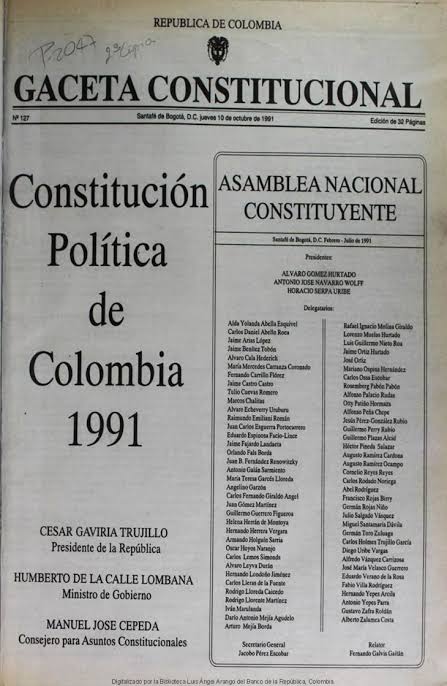 REPUBLICA DE COLOMBIA
P.2047
GACETA CONSTITUCIONAL
Nº 127
Santafé de Bogotá, D.C. jueves 10 de octubre de 1991
Edición de 32 Páginas
Constitución
Política
de
Colombia
1991
CESAR GAVIRIA TRUJILLO
Presidente de la República
HUMBERTO DE LA CALLE LOMBANA
Ministro de Gobierno
MANUEL JOSE CEPEDA
Consejero para Asuntos Constitucionales
ASAMBLEA NACIONAL
CONSTITUYENTE
Santafé de Bogotá, D.C. Febrero - Julio de 1991
Presidentes:
ALVARO GOMEZ HURTADO
ANTONIO JOSE NAVARRO WOLFF
HORACIO SERPA URIBE
Delegatarios:
Aída Yolanda Abella Esquivel
Carlos Daniel Abello Roca
Jaime Arias López
Jaime Benítez Tobón
Alvaro Cala Hederich
María Mercedes Carranza Coronado
Fernando Carrillo Flórez
Jaime Castro Castro
Tulio Cuevas Romero
Marcos Chalitas
Alvaro Echeverry Uruburu
Raimundo Emiliani Román
Juan Carlos Esguerra Portocarrero
Eduardo Espinosa Facio-Lince
Jaime Fajardo Landaeta
Orlando Fals Borda
Juan B. Fernández Renowitzky
Antonio Galán Sarmiento
María Teresa Garcés Lloreda
Angelino Garzón
Carlos Fernando Giraldo Angel
Juan Gómez Martínez
Guillermo Guerrero Figueroa
Helena Herrán de Montoya
Hernando Herrera Vergara
Armando Holguín Sarria
Oscar Hoyos Naranjo
Carlos Lemos Simonds
Alvaro Leyva Durán
Hernando Londoño Jiménez
Carlos Lleras de la Fuente
Rodrigo Lloreda Caicedo
Rodrigo Llorente Martínez
Iván Marulanda
Darío Antonio Mejía Agudelo
Arturo Mejía Borda
Rafael Ignacio Molina Giraldo
Lorenzo Muelas Hurtado
Luis Guillermo Nieto Roa
Jaime Ortiz Hurtado
José Ortiz
Mariano Ospina Hernández
Carlos Ossa Escobar
Rosemberg Pabón Pabón
Alfonso Palacio Rudas
Otty Patiño Hormaza
Alfonso Peña Chepe
Jesús Pérez González-Rubio
Guillermo Perry Rubio
Guillermo Plazas Alcid
Héctor Pineda Salazar
Augusto Ramírez Cardona
Augusto Ramírez Ocampo
Cornelio Reyes Reyes
Carlos Rodado Noriega
Abel Rodríguez
Francisco Rojas Birry
Germán Rojas Niño
Julio Salgado Vásquez
Miguel Santamaría Dávila
Germán Toro Zuluaga
Carlos Holmes Trujillo García
Diego Uribe Vargas
Alfredo Vázquez Carrizosa
José María Velasco Guerrero
Eduardo Verano de la Rosa
Fabio Villa Rodríguez
Hernando Yepes Arcila
Antonio Yepes Parra
Gustavo Zafra Roldán
Alberto Zalamea Costa
Secretario General
Jacobo Pérez Escobar
Relator
Fernando Galvis Gaitán
Digitalizado por la Biblioteca Luis Ángel Arango del Banco de la República, Colombia.